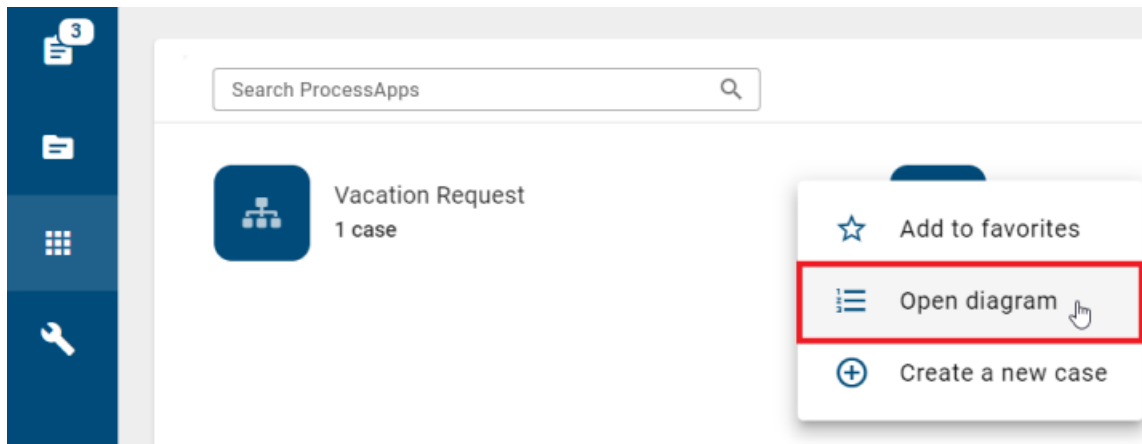 3
Search ProcessApps
Vacation Request
1 case
Add to favorites
Open diagram
Create a new case